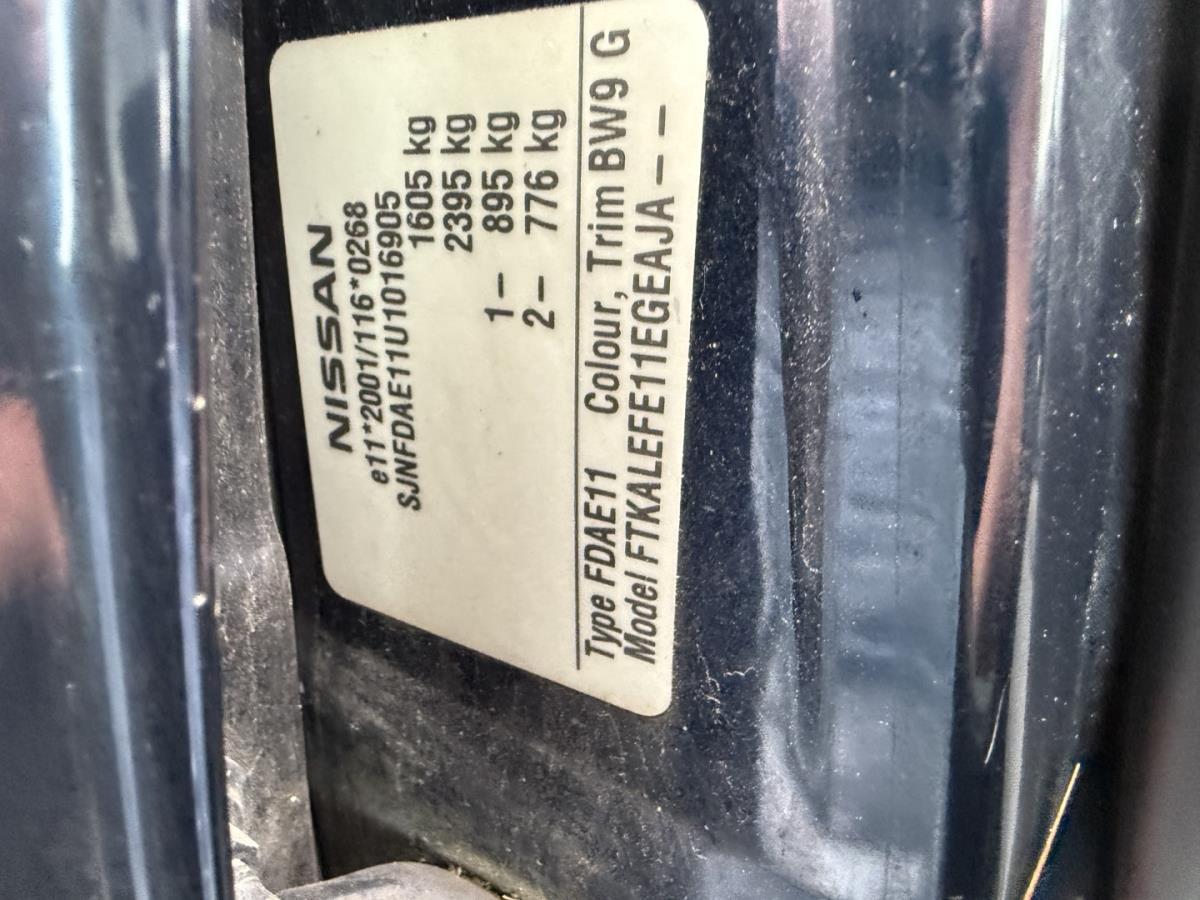 NISSAN
e11*2001/116*0268
SJNFDAE11U1016905
1605 kg
2395 kg
1– 895 kg
2– 776 kg
Type FDAE11 Colour, Trim BW9 G
Model FTKALEFE11EGEAJA – –